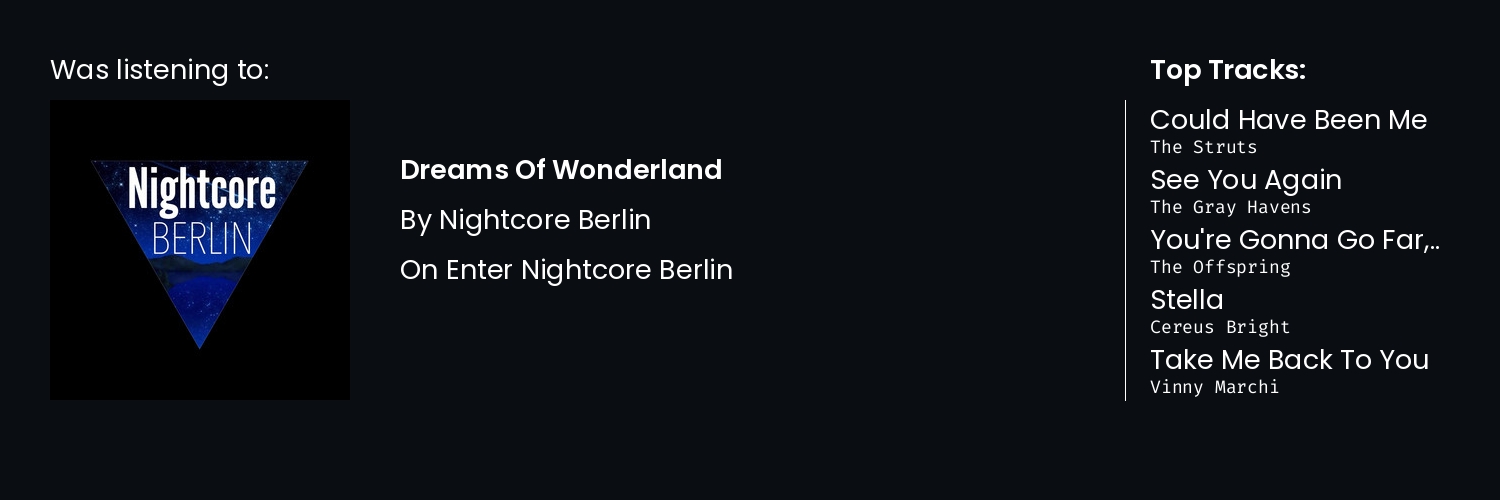 Was listening to:
Nightcore
BERLIN
Dreams Of Wonderland
By Nightcore Berlin
On Enter Nightcore Berlin
Top Tracks:
Could Have Been Me
The Struts
See You Again
The Gray Havens
You're Gonna Go Far,..
The Offspring
Stella
Cereus Bright
Take Me Back To You
Vinny Marchi